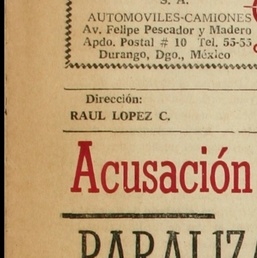 S. A.
AUTOMOVILES-CAMIONES
Av. Felipe Pescador y Madero
Apdo. Postal # 10 Tel. 55-55
Durango, Dgo., México
Dirección:
RAUL LOPEZ C.
Acusación
PARALIZA